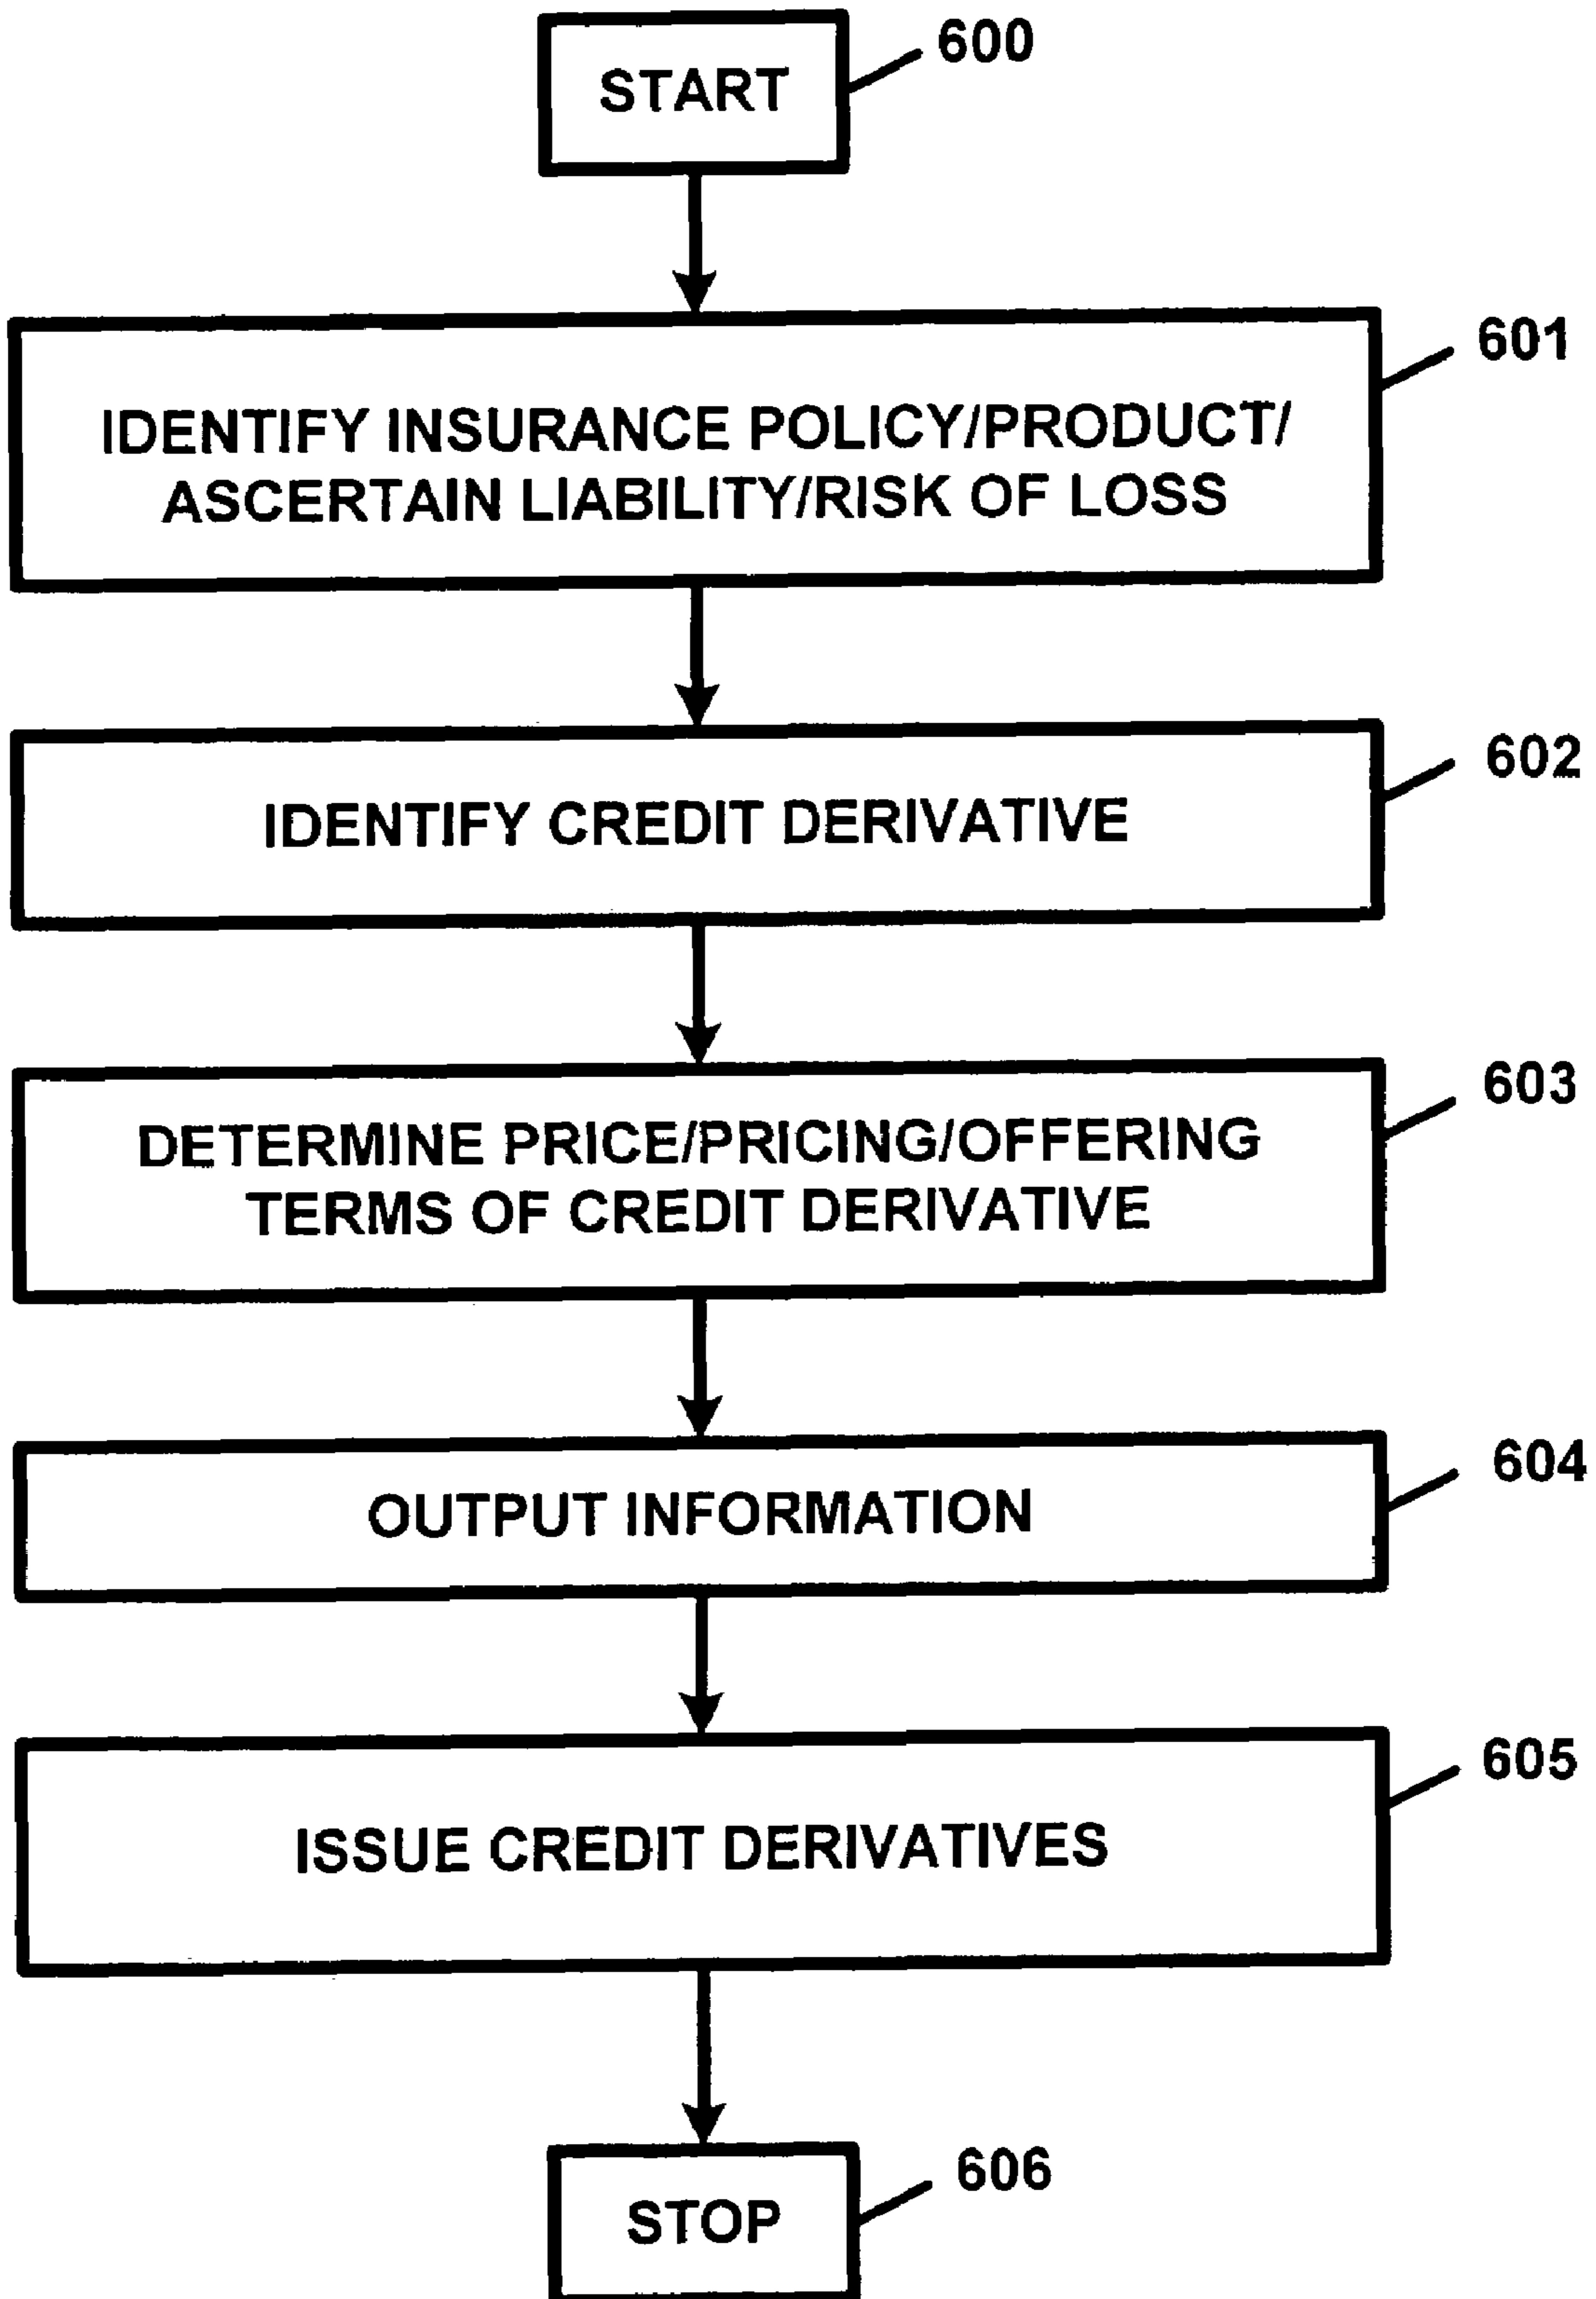 START
600
IDENTIFY INSURANCE POLICY/PRODUCT/
ASCERTAIN LIABILITY/RISK OF LOSS
601
IDENTIFY CREDIT DERIVATIVE
602
DETERMINE PRICE/PRICING/OFFERING
TERMS OF CREDIT DERIVATIVE
603
OUTPUT INFORMATION
604
ISSUE CREDIT DERIVATIVES
605
STOP
606